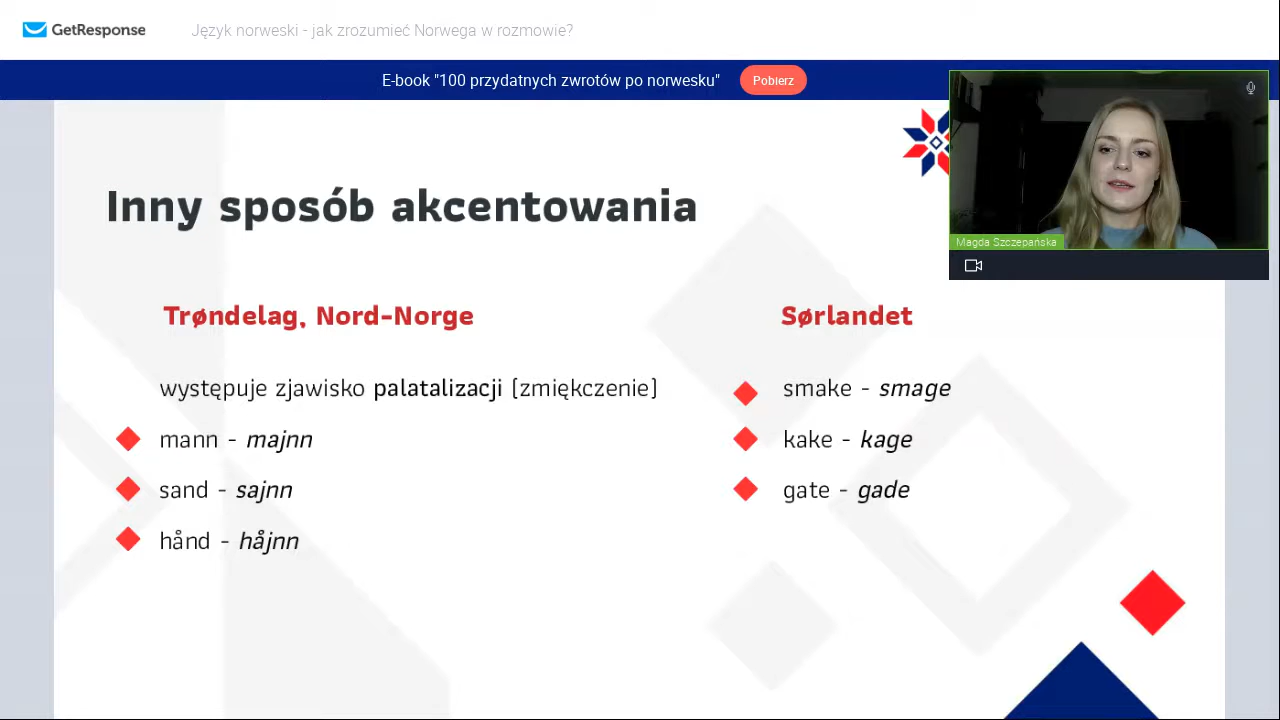 GetResponse
Język norweski - jak zrozumieć Norwega w rozmowie?
E-book "100 przydatnych zwrotów po norwesku"
Pobierz
Magda Szczepańska
Inny sposób akcentowania
Trøndelag, Nord-Norge
występuje zjawisko palatalizacji (zmiękczenie)
mann - majnn
sand - sajnn
hånd - håjnn
Sørlandet
smake - smage
kake - kage
gate - gade